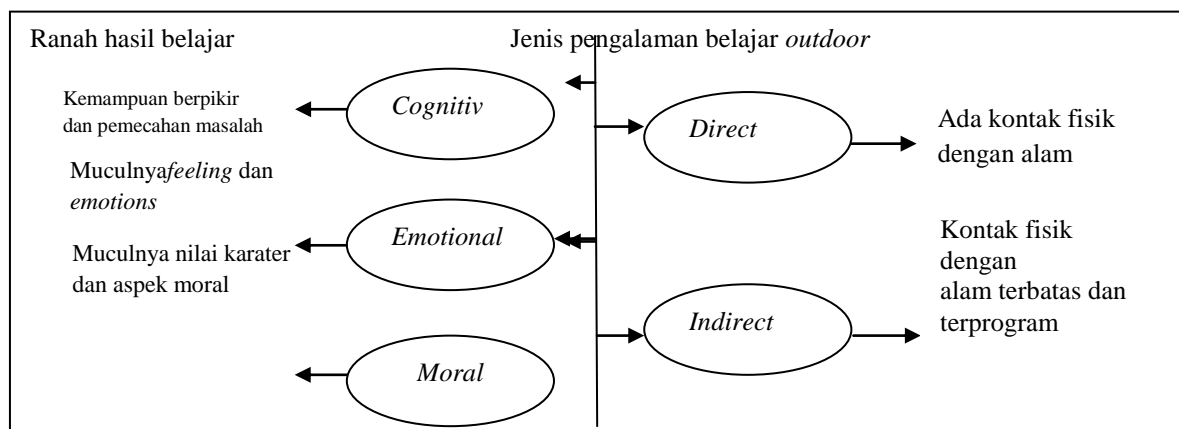 Ranah hasil belajar
Jenis pengalaman belajar outdoor
Cognitiv
Kemampuan berpikir
dan pemecahan masalah
Muculnyafeeling dan
emotions
Emotional
Muculnya nilai karater
dan aspek moral
Moral
Direct
Ada kontak fisik
dengan alam
Indirect
Kontak fisik
dengan
alam terbatas dan
terprogram